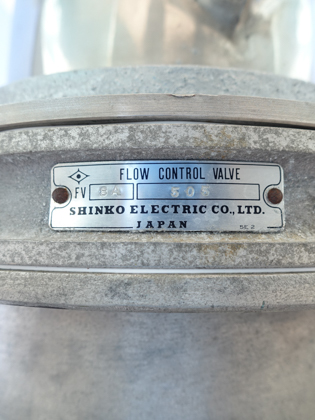 FLOW CONTROL VALVE
FV
SHINKO ELECTRIC CO., LTD.
JAPAN
SE 2